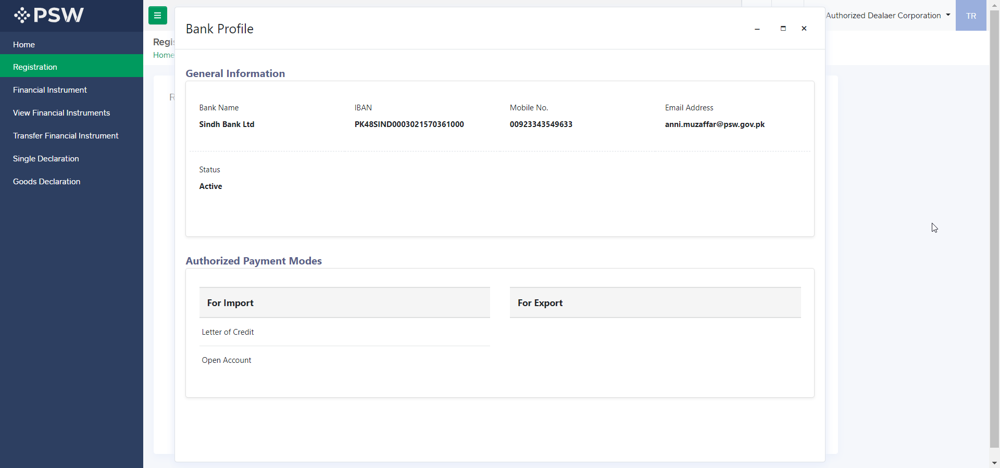 PSW
Home
Registration
Financial Instrument
View Financial Instruments
Transfer Financial Instrument
Single Declaration
Goods Declaration
Authorized Dealaer Corporation
TR
Regi
Home
R
Bank Profile
General Information
Bank Name IBAN Mobile No. Email Address
Sindh Bank Ltd PK48SIND0003021570361000 00923343549633 anni.muzaffar@psw.gov.pk
Status
Active
Authorized Payment Modes
For Import For Export
Letter of Credit
Open Account